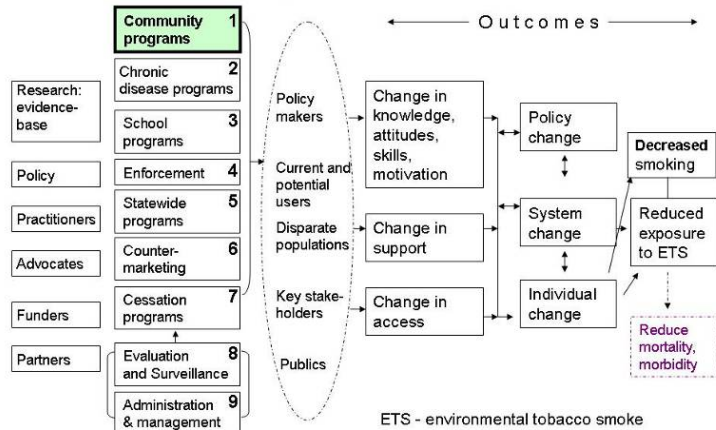 Outcomes
Community 1
programs
Chronic 2
disease programs
School 3
programs
Enforcement 4
Statewide 5
programs
Counter- 6
marketing
Cessation 7
programs
Evaluation 8
and Surveillance
Administration 9
& management
Research:
evidence-
base
Policy
Practitioners
Advocates
Funders
Partners
Policy
makers
Current and
potential
users
Disparate
populations
Key stake-
holders
Publics
Change in
knowledge,
attitudes,
skills,
motivation
Change in
support
Change in
access
Policy
change
System
change
Individual
change
Decreased
smoking
Reduced
exposure
to ETS
Reduce
mortality,
morbidity
ETS - environmental tobacco smoke